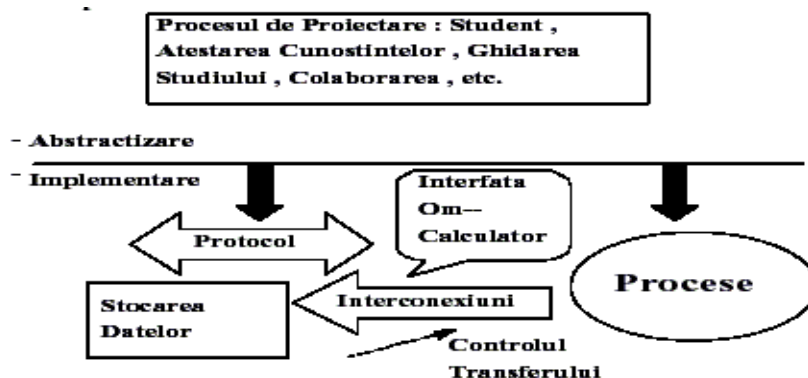 Procesul de Proiectare : Student ,
Atestarea Cunostintelor , Ghidarea
Studiului , Colaborarea , etc.
- Abstractizare
- Implementare
Interfata
Om--
Calculator
Protocol
Procese
Stocarea
Datelor
Interconexiuni
Controlul
Transferului